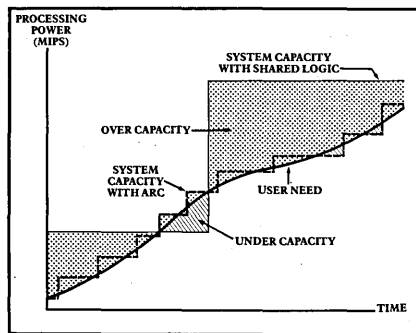 PROCESSING
POWER
(MIPS)
SYSTEM CAPACITY
WITH SHARED LOGIC
OVER CAPACITY
SYSTEM
CAPACITY
WITH ARC
USER NEED
UNDER CAPACITY
TIME